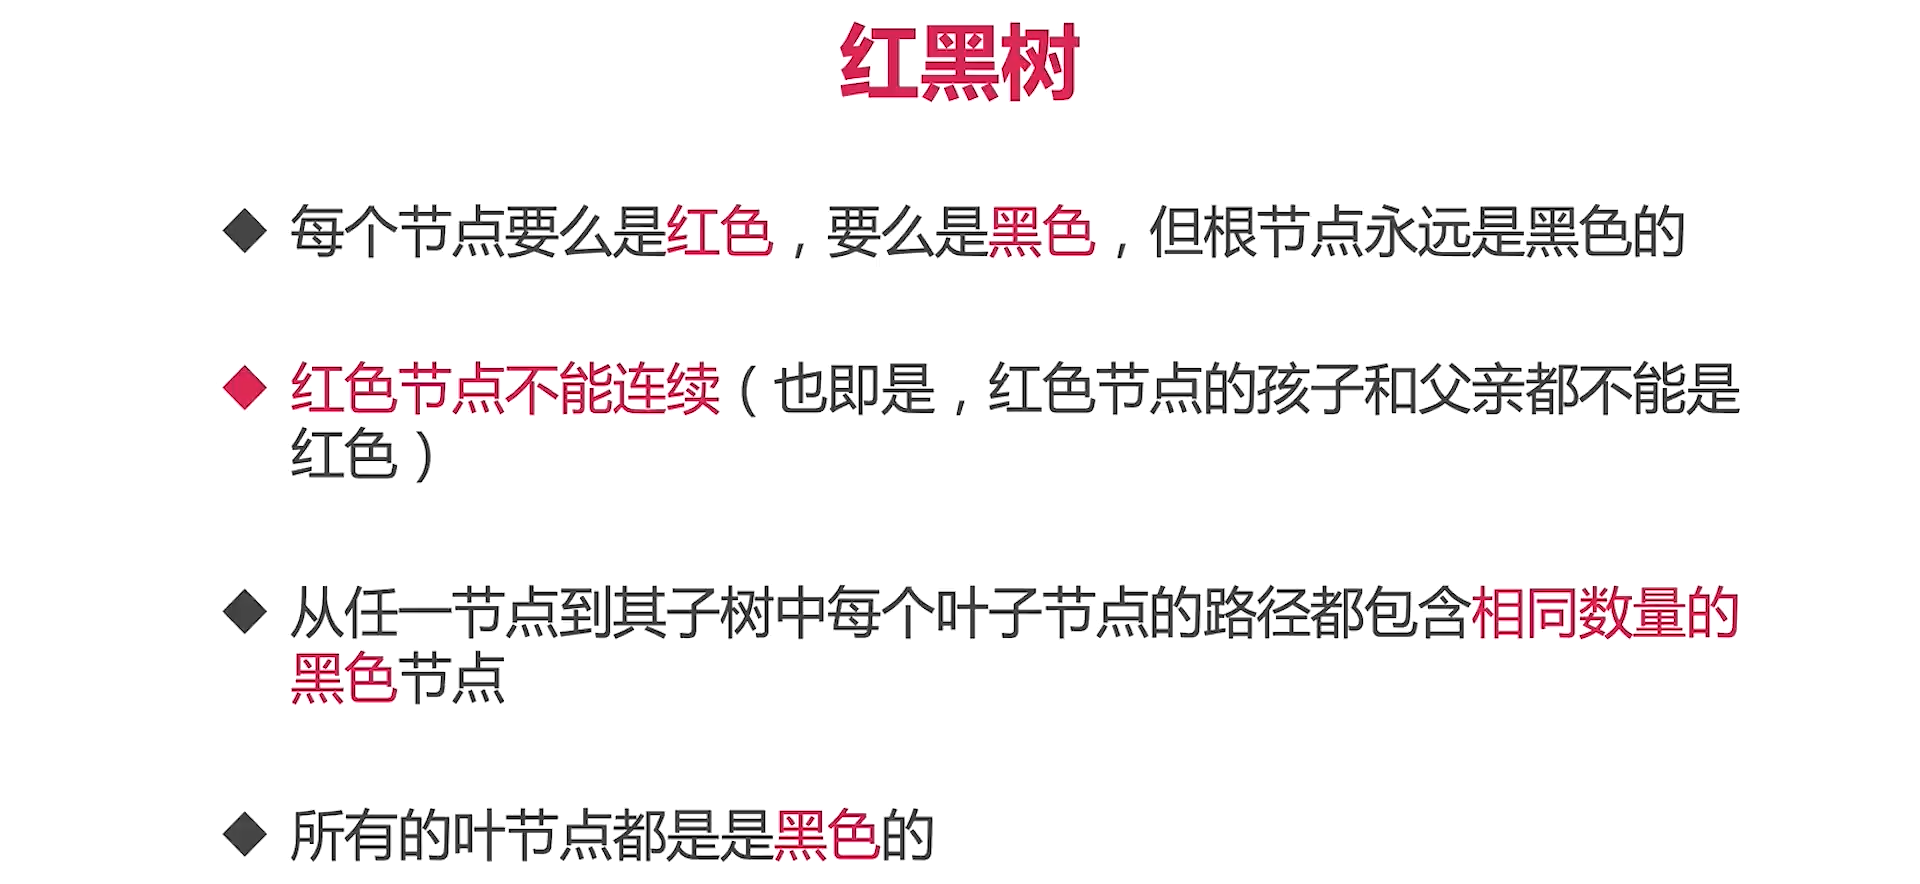 红黑树
◆ 每个节点要么是红色，要么是黑色，但根节点永远是黑色的
◆ 红色节点不能连续（也即是，红色节点的孩子和父亲都不能是
红色）
◆ 从任一节点到其子树中每个叶子节点的路径都包含相同数量的
黑色节点
◆ 所有的叶节点都是是黑色的